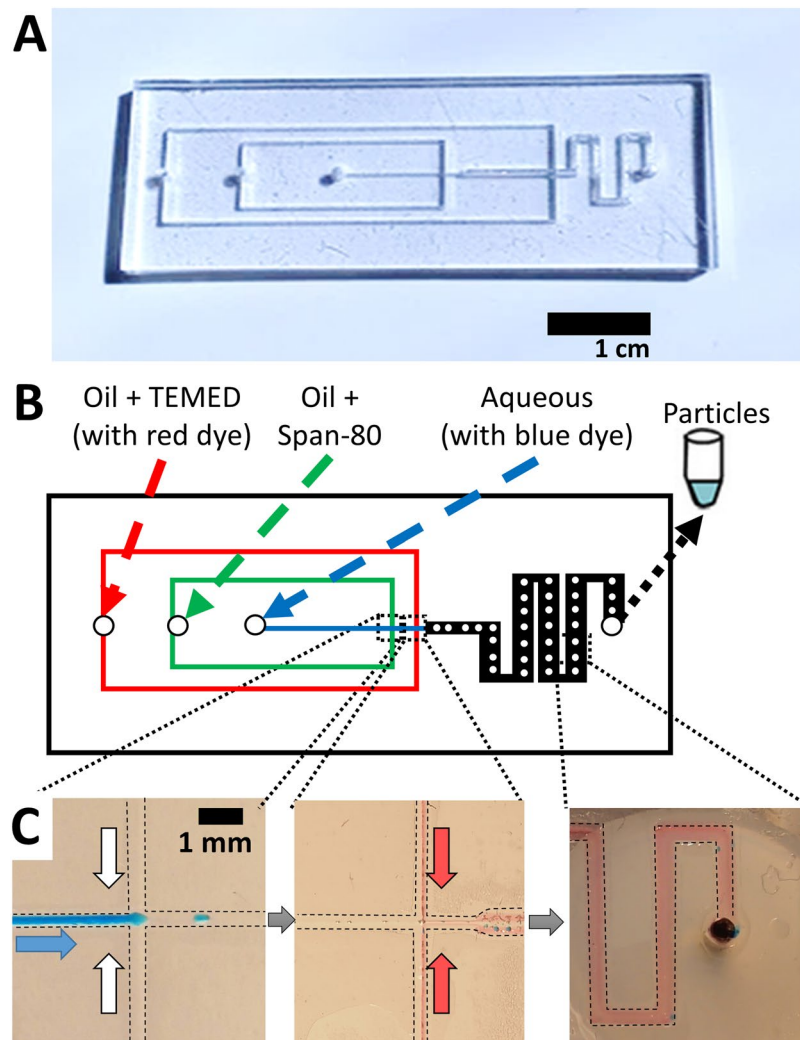 A
1 cm
B
Oil + TEMED
(with red dye)
Oil +
Span-80
Aqueous
(with blue dye)
Particles
C
1 mm